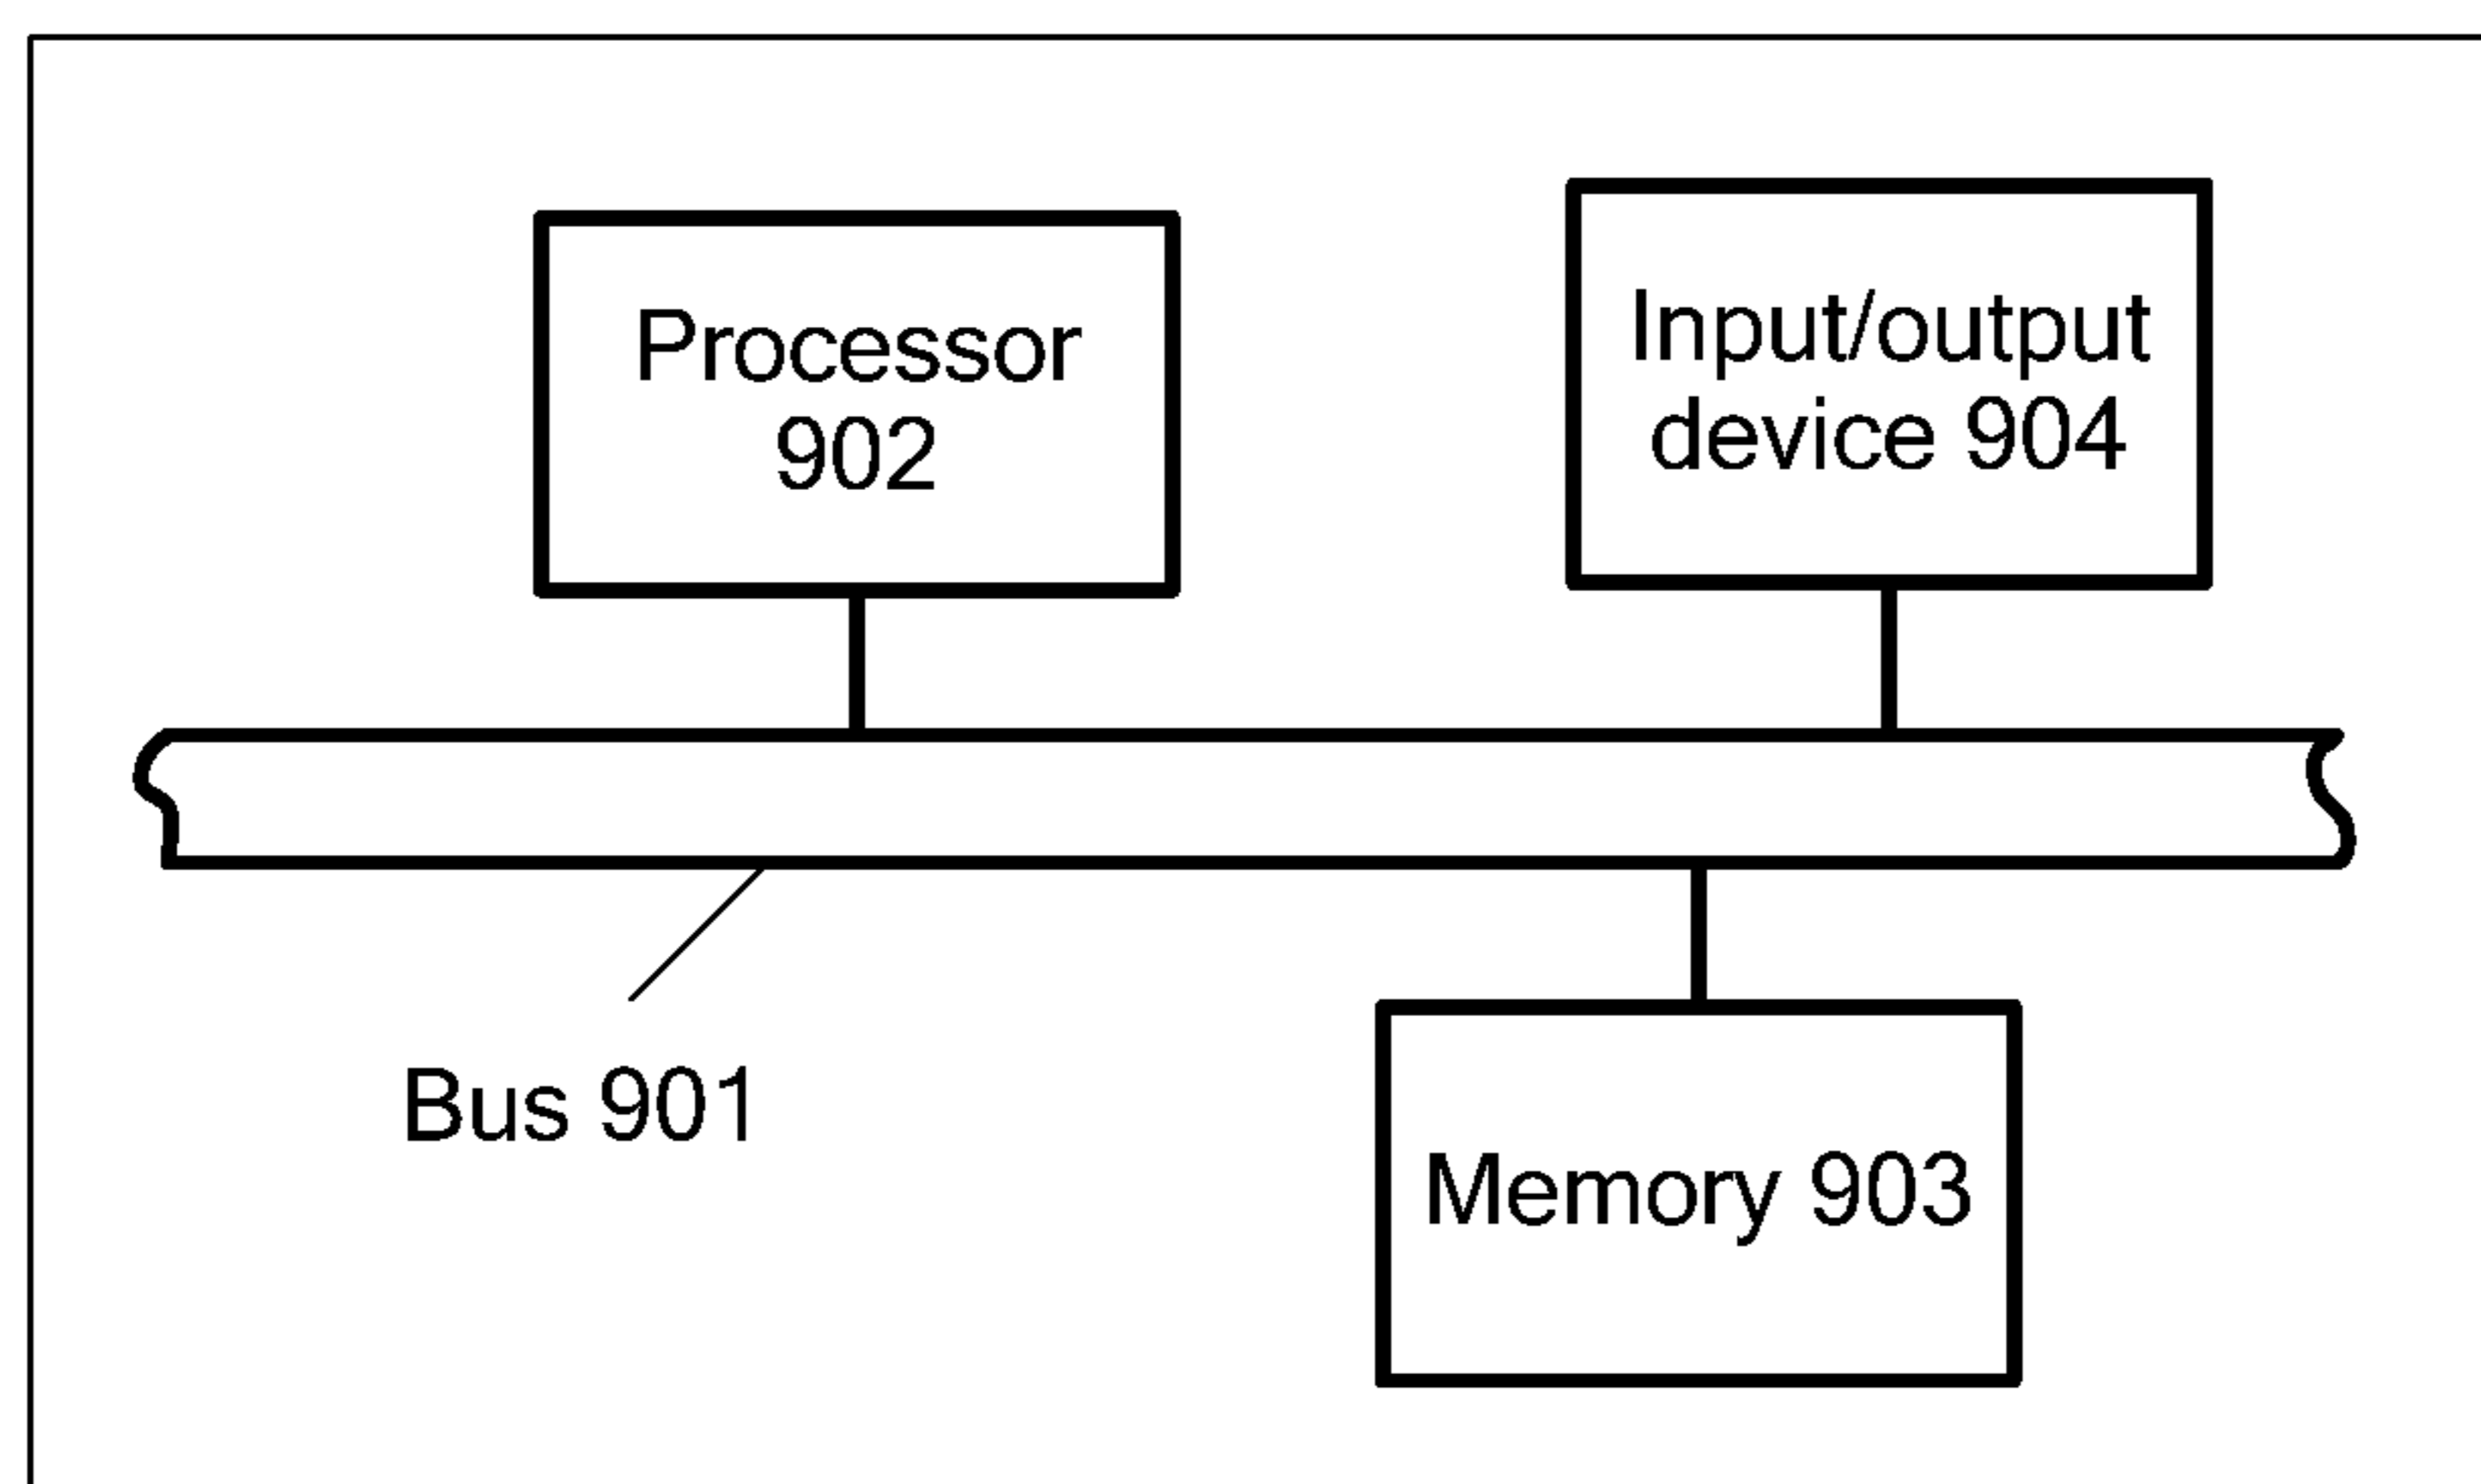 Processor
902
Input/output
device 904
Bus 901
Memory 903